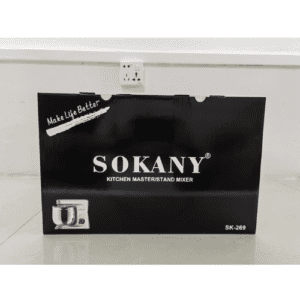 Make Life Better
SOKANY®
KITCHEN MASTER/STAND MIXER
SK-269